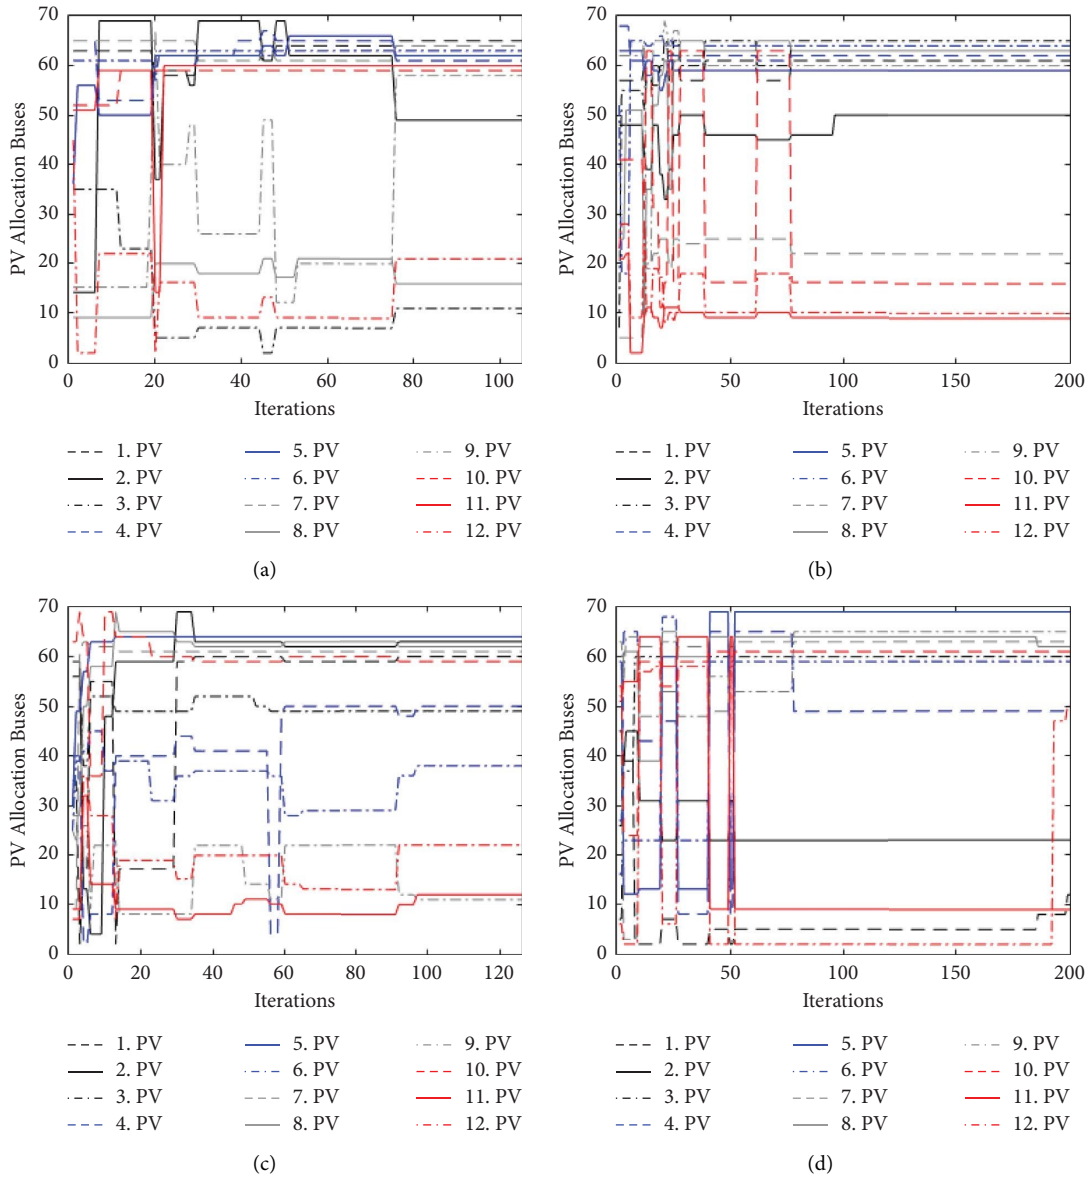 70
60
50
40
30
20
10
0
PV Allocation Buses
0 20 40 60 80 100
Iterations
1. PV 5. PV 9. PV
2. PV 6. PV 10. PV
3. PV 7. PV 11. PV
4. PV 8. PV 12. PV
(a)
70
60
50
40
30
20
10
0
PV Allocation Buses
0 50 100 150 200
Iterations
1. PV 5. PV 9. PV
2. PV 6. PV 10. PV
3. PV 7. PV 11. PV
4. PV 8. PV 12. PV
(b)
70
60
50
40
30
20
10
0
PV Allocation Buses
0 20 40 60 80 100 120
Iterations
1. PV 5. PV 9. PV
2. PV 6. PV 10. PV
3. PV 7. PV 11. PV
4. PV 8. PV 12. PV
(c)
70
60
50
40
30
20
10
0
PV Allocation Buses
0 50 100 150 200
Iterations
1. PV 5. PV 9. PV
2. PV 6. PV 10. PV
3. PV 7. PV 11. PV
4. PV 8. PV 12. PV
(d)